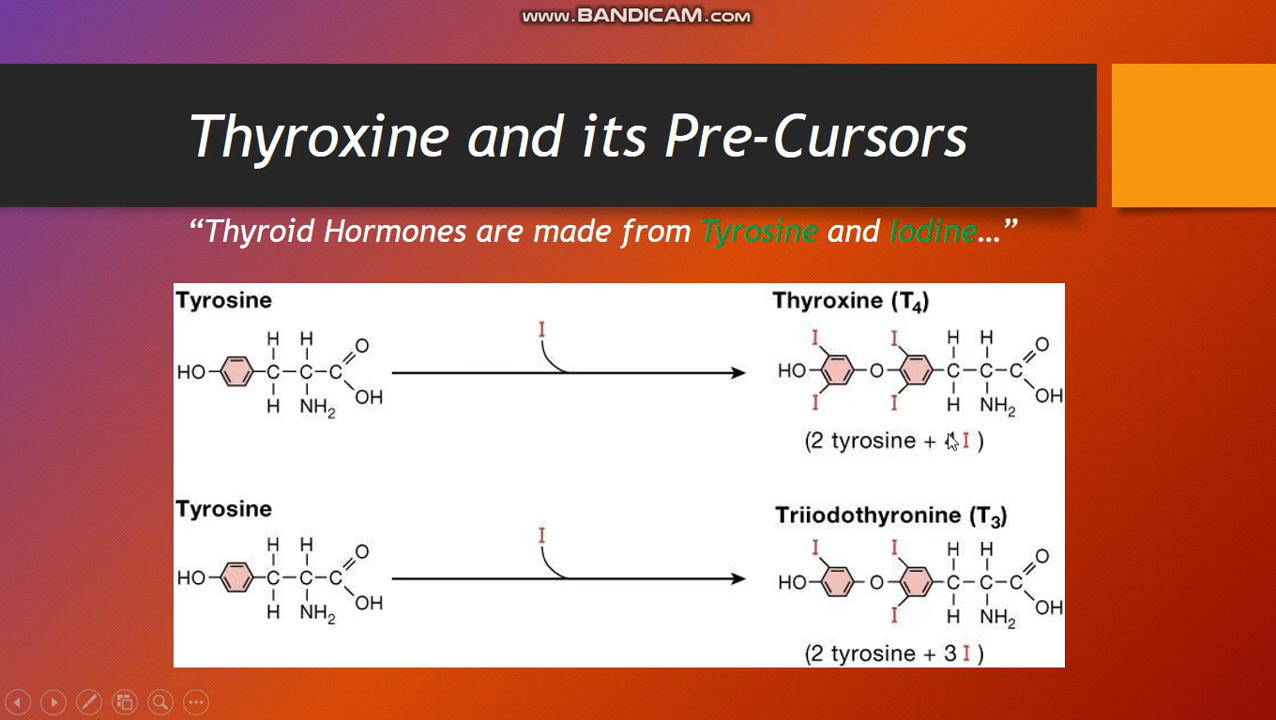 www.BANDICAM.com
Thyroxine and its Pre-Cursors
“Thyroid Hormones are made from Tyrosine and Iodine…”
Tyrosine
Thyroxine (T4)
HO
H H
C C C
O
OH
H NH2
I
I I
HO
I I
O
H H
C C C
O
OH
H NH2
(2 tyrosine + I )
Tyrosine
Triiodothyronine (T3)
HO
H H
C C C
O
OH
H NH2
I
I I
HO
O
I
H H
C C C
O
OH
H NH2
(2 tyrosine + 3 I )